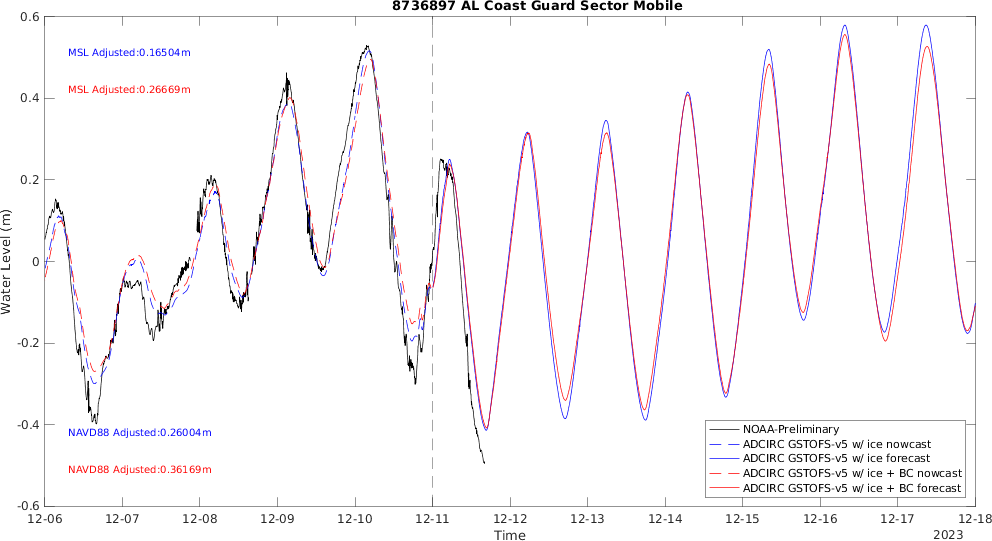 8736897 AL Coast Guard Sector Mobile
0.6
MSL Adjusted:0.16504m
MSL Adjusted:0.26669m
0.4
0.2
0
-0.2
-0.4
-0.6
Water Level (m)
NAVD88 Adjusted:0.26004m
NAVD88 Adjusted:0.36169m
NOAA-Preliminary
ADCIRC GSTOFS-v5 w/ ice nowcast
ADCIRC GSTOFS-v5 w/ ice forecast
ADCIRC GSTOFS-v5 w/ ice + BC nowcast
ADCIRC GSTOFS-v5 w/ ice + BC forecast
12-06 12-07 12-08 12-09 12-10 12-11 12-12 12-13 12-14 12-15 12-16 12-17 12-18
Time
2023